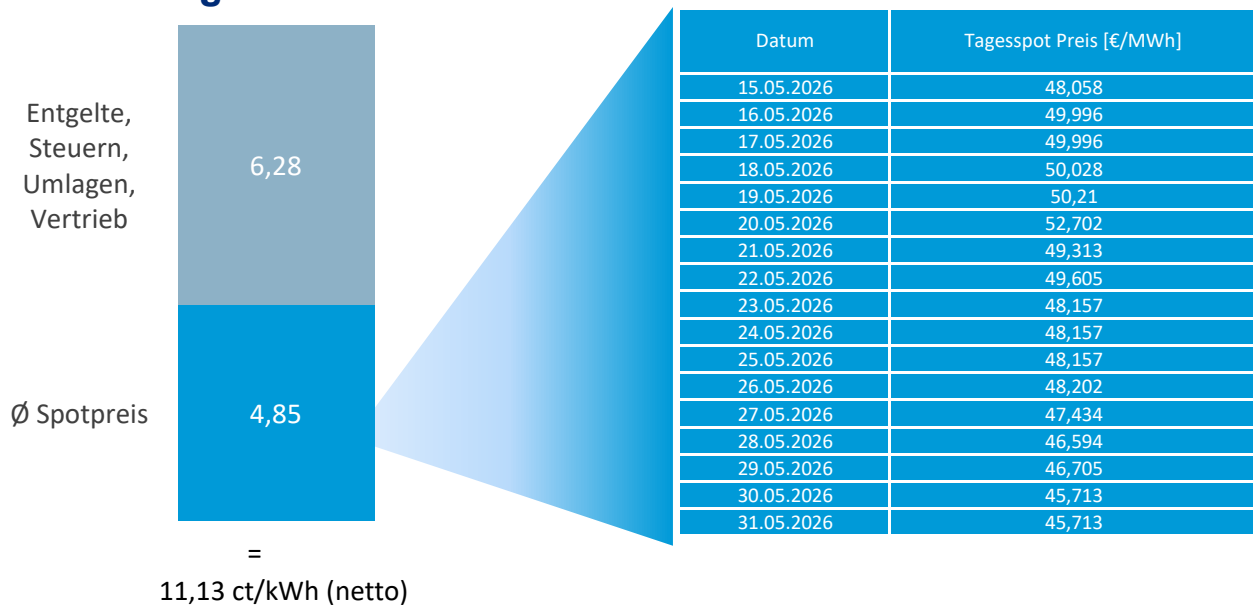 Entgelte,
Steuern,
Umlagen,
Vertrieb
6,28
Ø Spotpreis
4,85
=
11,13 ct/kWh (netto)
Datum Tagesspot Preis [€/MWh]
15.05.2026 48,058
16.05.2026 49,996
17.05.2026 49,996
18.05.2026 50,028
19.05.2026 50,21
20.05.2026 52,702
21.05.2026 49,313
22.05.2026 49,605
23.05.2026 48,157
24.05.2026 48,157
25.05.2026 48,157
26.05.2026 48,202
27.05.2026 47,434
28.05.2026 46,594
29.05.2026 46,705
30.05.2026 45,713
31.05.2026 45,713